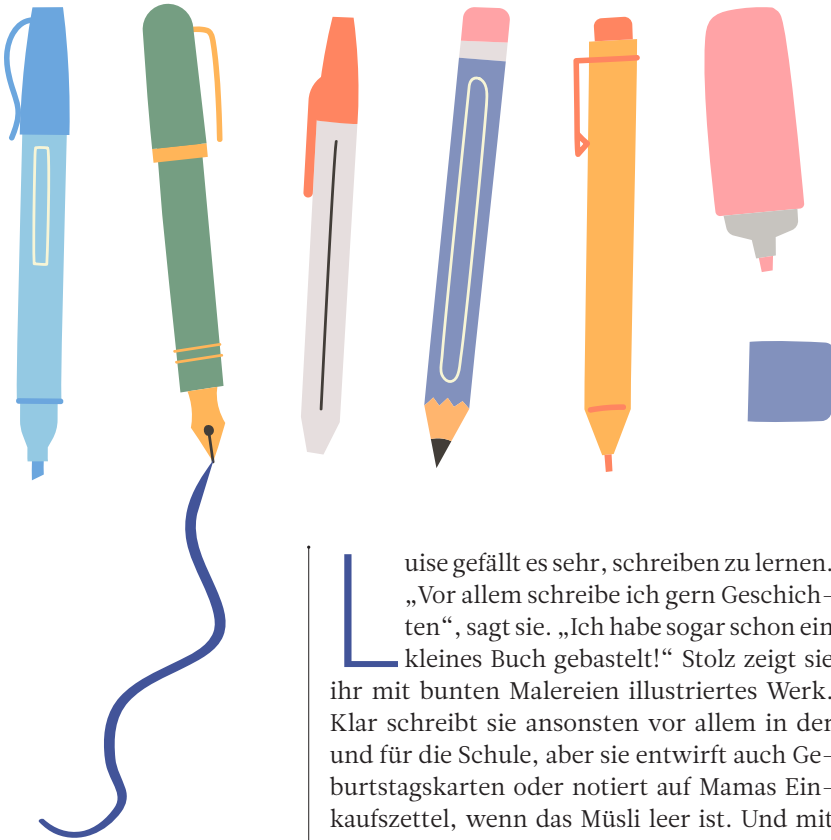 Luise gefällt es sehr, schreiben zu lernen.
„Vor allem schreibe ich gern Geschich-
ten“, sagt sie. „Ich habe sogar schon ein
kleines Buch gebastelt!“ Stolz zeigt sie
ihr mit bunten Malereien illustriertes Werk.
Klar schreibt sie ansonsten vor allem in der
und für die Schule, aber sie entwirft auch Ge-
burtstagskarten oder notiert auf Mamas Ein-
kaufszettel, wenn das Müsli leer ist. Und mit